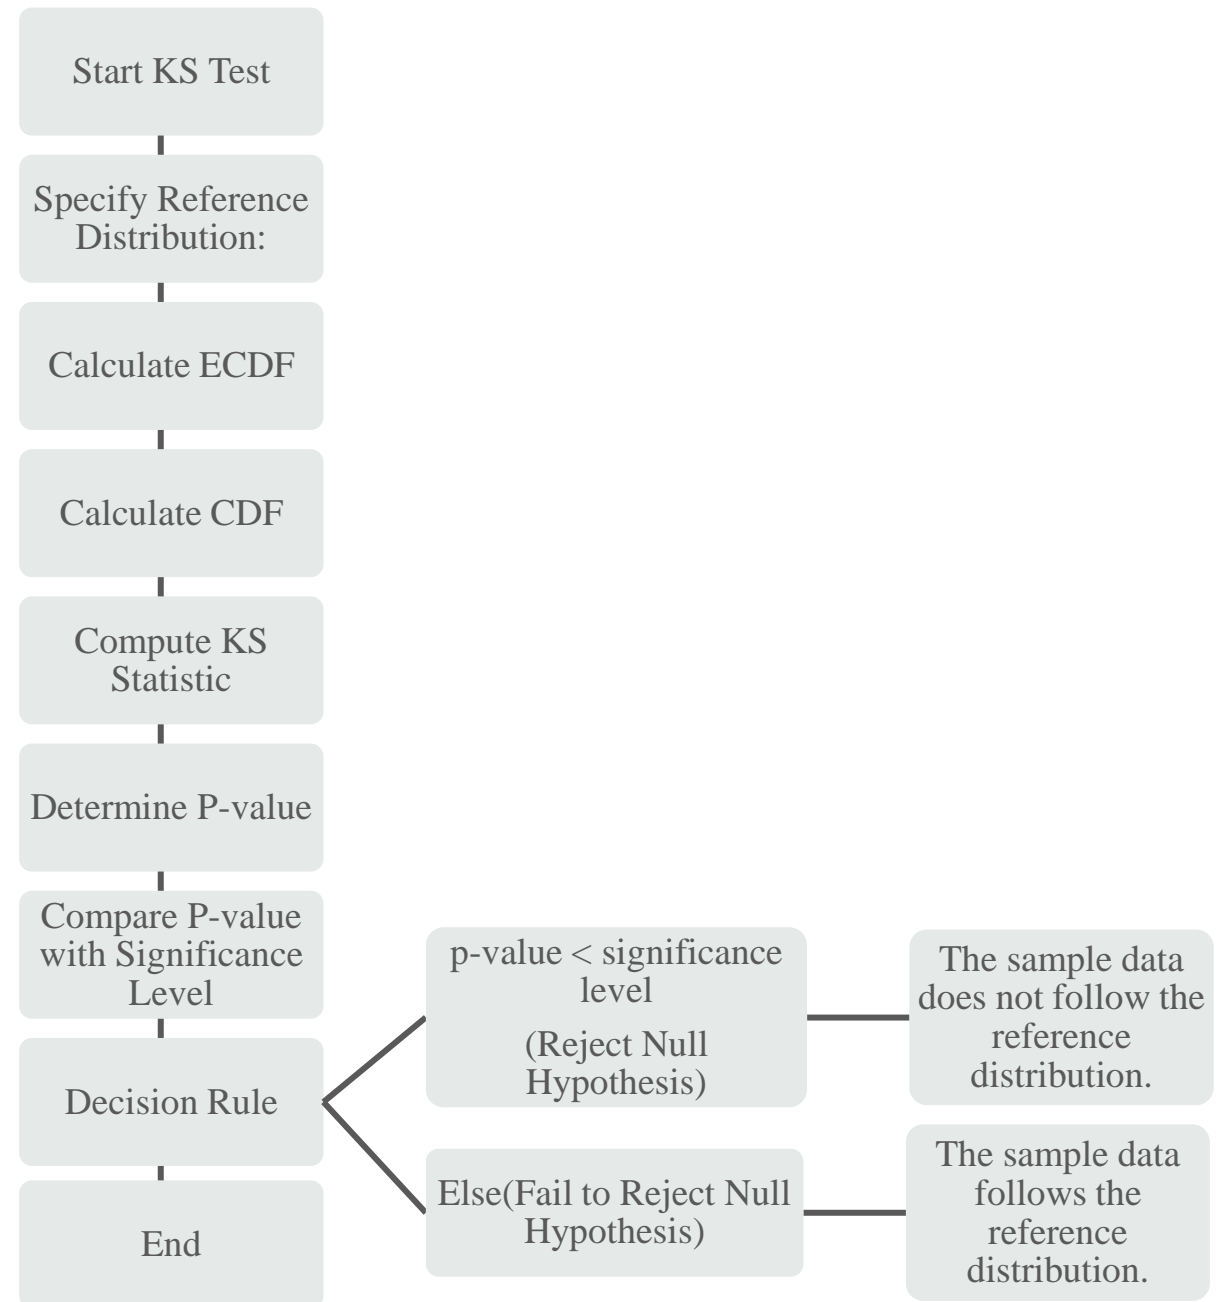 Start KS Test
Specify Reference
Distribution:
Calculate ECDF
Calculate CDF
Compute KS
Statistic
Determine P-value
Compare P-value
with Significance
Level
Decision Rule
p-value < significance
level
(Reject Null
Hypothesis)
The sample data
does not follow the
reference
distribution.
Else(Fail to Reject Null
Hypothesis)
The sample data
follows the
reference
distribution.
End